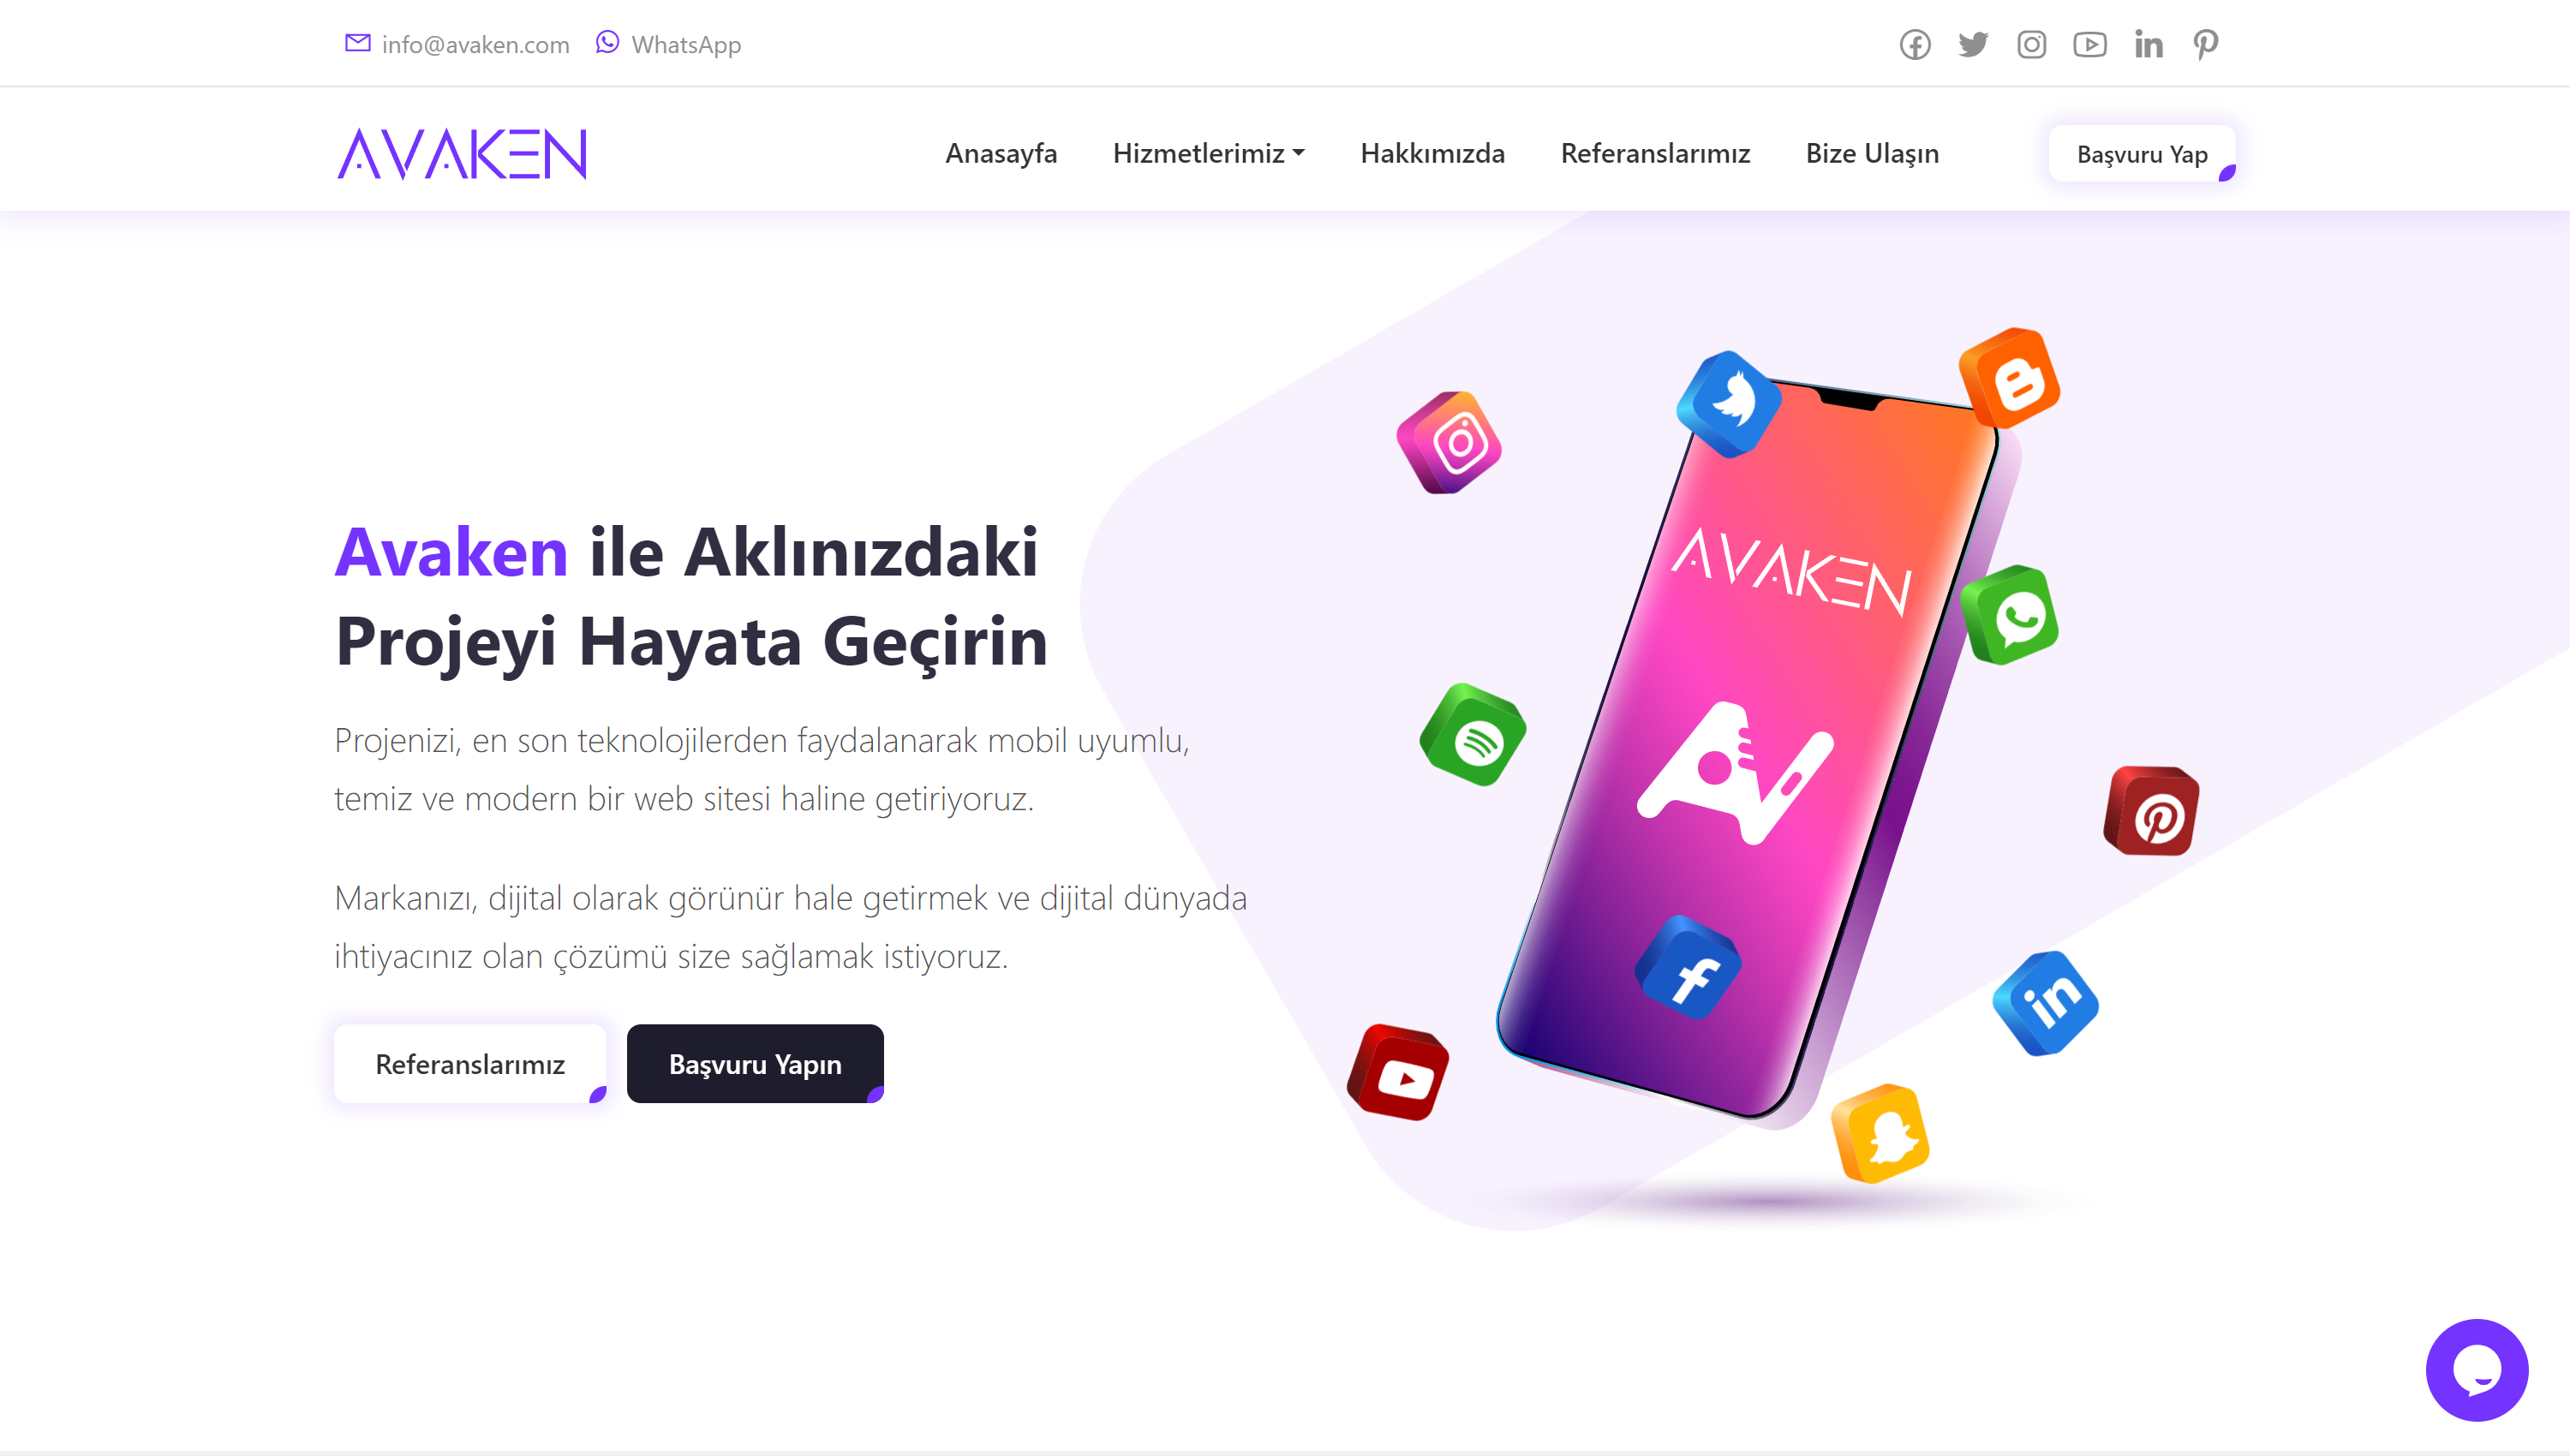 info@avaken.com WhatsApp
AVAKEN
Anasayfa Hizmetlerimiz Hakkımızda Referanslarımız Bize Ulaşın Başvuru Yap
Avaken ile Aklınızdaki
Projeyi Hayata Geçirin
Projenizi, en son teknolojilerden faydalanarak mobil uyumlu,
temiz ve modern bir web sitesi haline getiriyoruz.
Markanızı, dijital olarak görünür hale getirmek ve dijital dünyada
ihtiyacınız olan çözümü size sağlamak istiyoruz.
Referanslarımız Başvuru Yapın
AVAKEN
AV